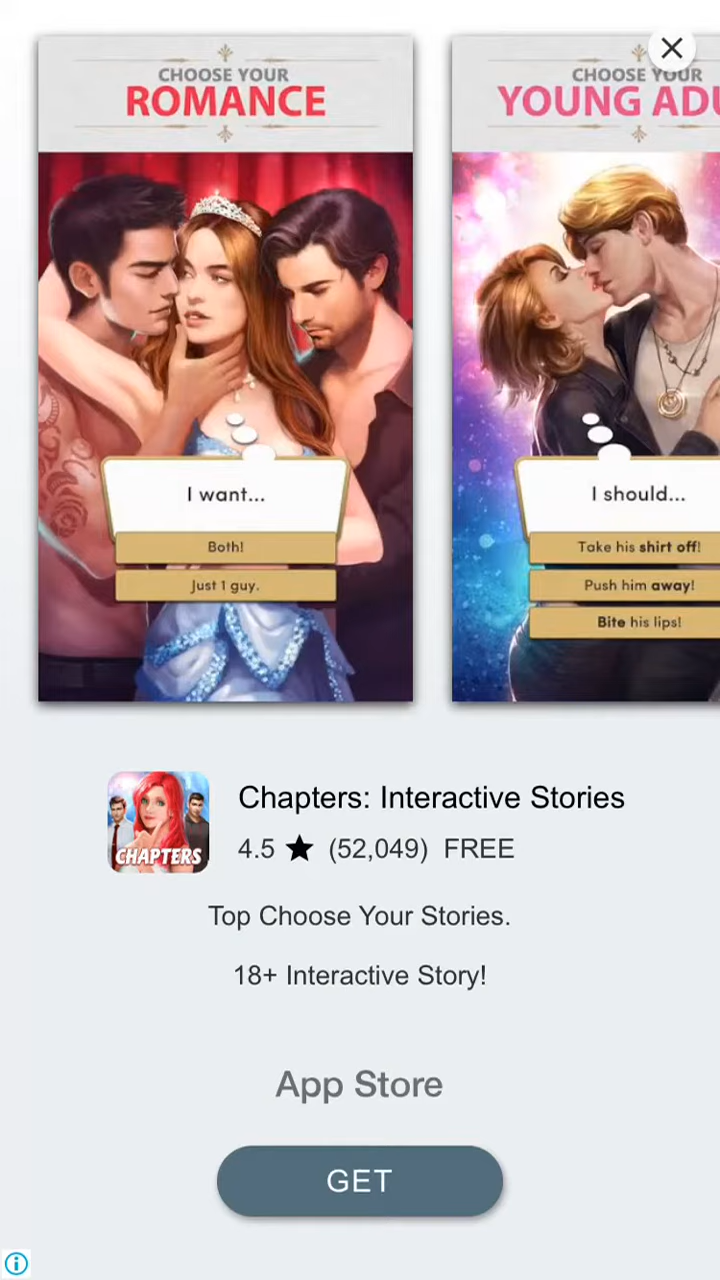 CHOOSE YOUR
ROMANCE
I want...
Both!
Just 1 guy.
CHOOSE YOUR
YOUNG ADU
I should...
Take his shirt off!
Push him away!
Bite his lips!
CHAPTERS
Chapters: Interactive Stories
4.5 ★ (52,049) FREE
Top Choose Your Stories.
18+ Interactive Story!
App Store
GET